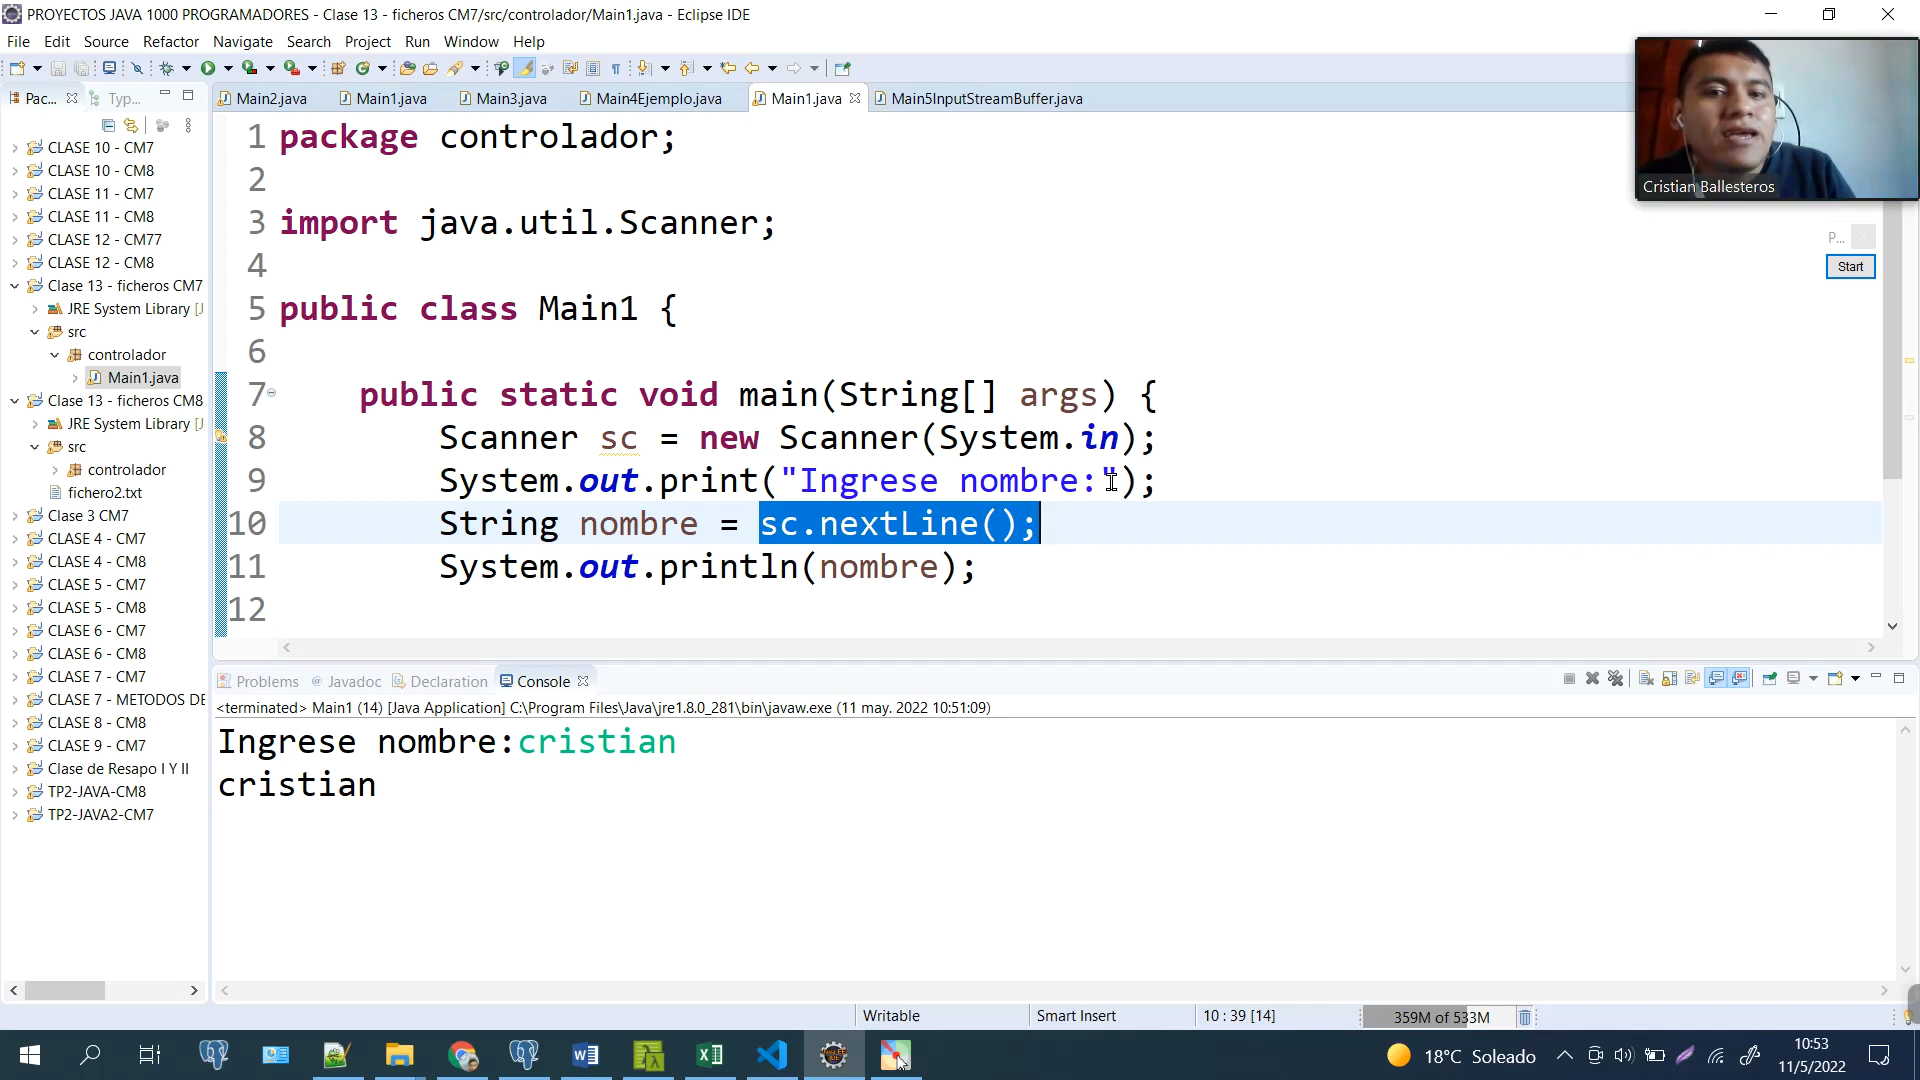 PROYECTOS JAVA 1000 PROGRAMADORES - Clase 13 - ficheros CM7/src/controlador/Main1.java - Eclipse IDE
File Edit Source Refactor Navigate Search Project Run Window Help
Pac... Typ...
Main2.java Main1.java Main3.java Main4Ejemplo.java Main1.java Main5InputStreamBuffer.java
CLASE 10 - CM7
CLASE 10 - CM8
CLASE 11 - CM7
CLASE 11 - CM8
CLASE 12 - CM77
CLASE 12 - CM8
Clase 13 - ficheros CM7
JRE System Library [J
src
controlador
Main1.java
Clase 13 - ficheros CM8
JRE System Library [J
src
controlador
fichero2.txt
Clase 3 CM7
CLASE 4 - CM7
CLASE 4 - CM8
CLASE 5 - CM7
CLASE 5 - CM8
CLASE 6 - CM7
CLASE 6 - CM8
CLASE 7 - CM7
CLASE 7 - METODOS DE
CLASE 8 - CM8
CLASE 9 - CM7
Clase de Resapo I Y II
TP2-JAVA-CM8
TP2-JAVA2-CM7
1 package controlador;
2
3 import java.util.Scanner;
4
5 public class Main1 {
6
7 public static void main(String[] args) {
8 Scanner sc = new Scanner(System.in);
9 System.out.print("Ingrese nombre:");
10 String nombre = sc.nextLine();
11 System.out.println(nombre);
12
Cristian Ballesteros
P...
Start
Problems Javadoc Declaration Console
<terminated> Main1 (14) [Java Application] C:\Program Files\Java\jre1.8.0_281\bin\javaw.exe (11 may. 2022 10:51:09)
Ingrese nombre:cristian
cristian
Writable Smart Insert 10 : 39 [14] 359M of 533M
18°C Soleado
10:53
11/5/2022